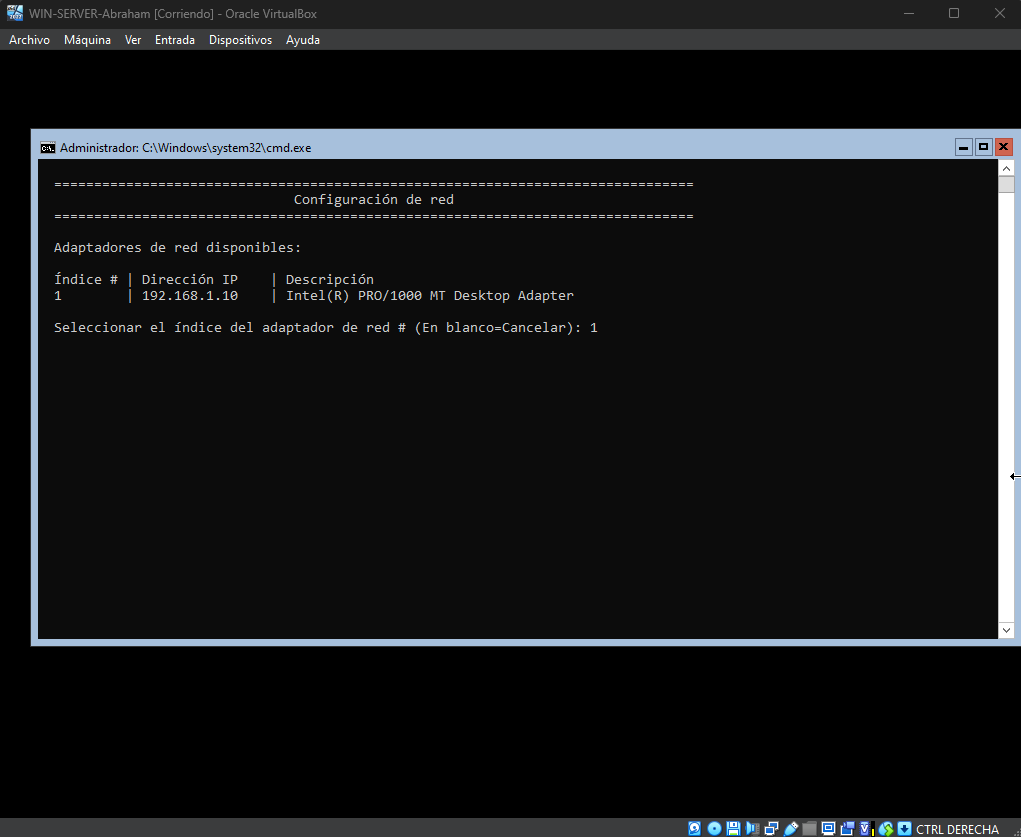 WIN-SERVER-Abraham [Corriendo] - Oracle VirtualBox
Archivo Máquina Ver Entrada Dispositivos Ayuda
Administrador: C:\Windows\system32\cmd.exe
================================================================================
Configuración de red
================================================================================
Adaptadores de red disponibles:
Índice # | Dirección IP | Descripción
1 | 192.168.1.10 | Intel(R) PRO/1000 MT Desktop Adapter
Seleccionar el índice del adaptador de red # (En blanco=Cancelar): 1
CTRL DERECHA